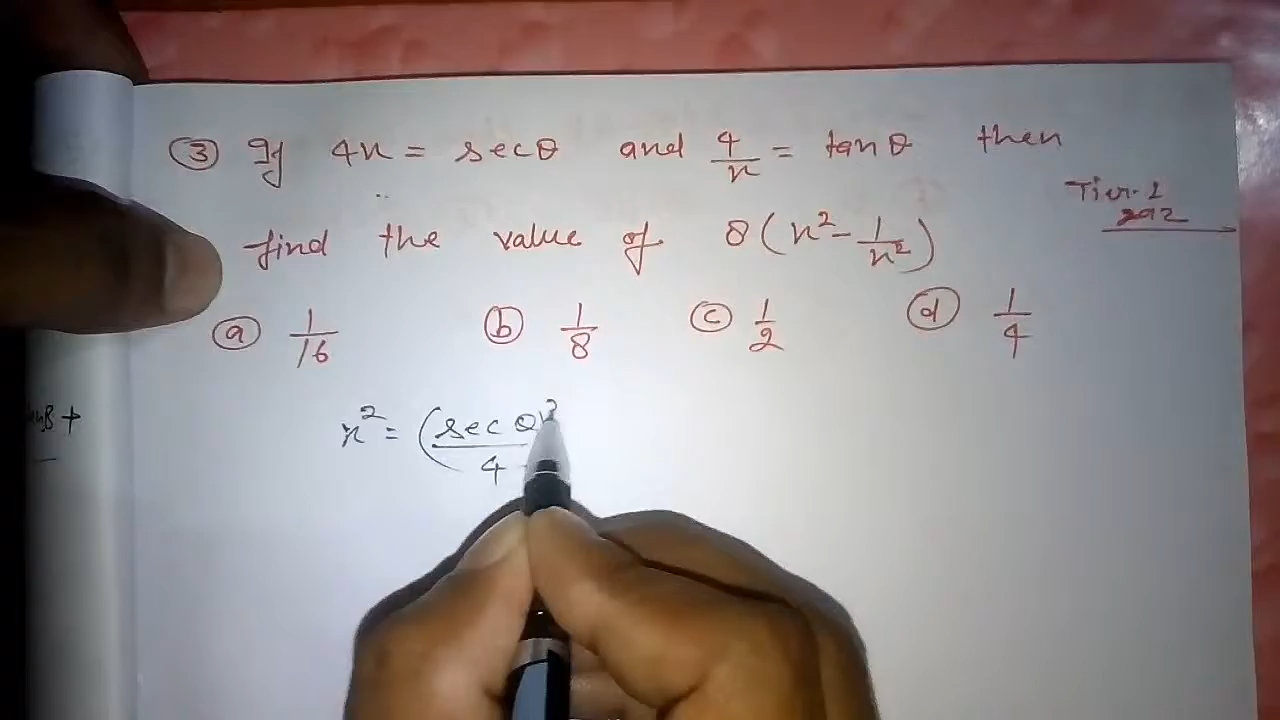 ③ If 4x = secθ and 4/x = tanθ then
Tier-1
find the value of 8(x² - 1/x²)
ⓐ 1/16 ⓑ 1/8 ⓒ 1/2 ⓓ 1/4
x² = (sec θ/4)²